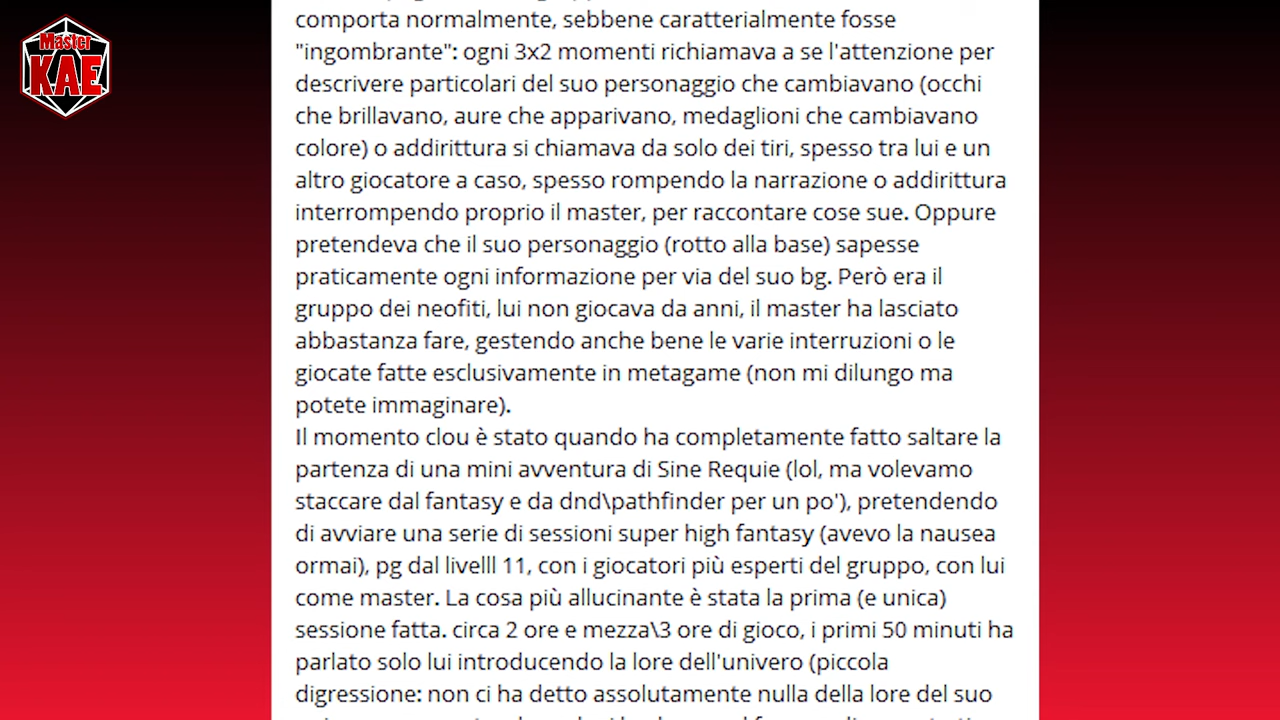 Master
KAE
comporta normalmente, sebbene caratterialmente fosse
"ingombrante": ogni 3x2 momenti richiamava a se l'attenzione per
descrivere particolari del suo personaggio che cambiavano (occhi
che brillavano, aure che apparivano, medaglioni che cambiavano
colore) o addirittura si chiamava da solo dei tiri, spesso tra lui e un
altro giocatore a caso, spesso rompendo la narrazione o addirittura
interrompendo proprio il master, per raccontare cose sue. Oppure
pretendeva che il suo personaggio (rotto alla base) sapesse
praticamente ogni informazione per via del suo bg. Però era il
gruppo dei neofiti, lui non giocava da anni, il master ha lasciato
abbastanza fare, gestendo anche bene le varie interruzioni o le
giocate fatte esclusivamente in metagame (non mi dilungo ma
potete immaginare).
Il momento clou è stato quando ha completamente fatto saltare la
partenza di una mini avventura di Sine Requie (lol, ma volevamo
staccare dal fantasy e da dnd\pathfinder per un po'), pretendendo
di avviare una serie di sessioni super high fantasy (avevo la nausea
ormai), pg dal livelll 11, con i giocatori più esperti del gruppo, con lui
come master. La cosa più allucinante è stata la prima (e unica)
sessione fatta. circa 2 ore e mezza\3 ore di gioco, i primi 50 minuti ha
parlato solo lui introducendo la lore dell'univero (piccola
digressione: non ci ha detto assolutamente nulla della lore del suo